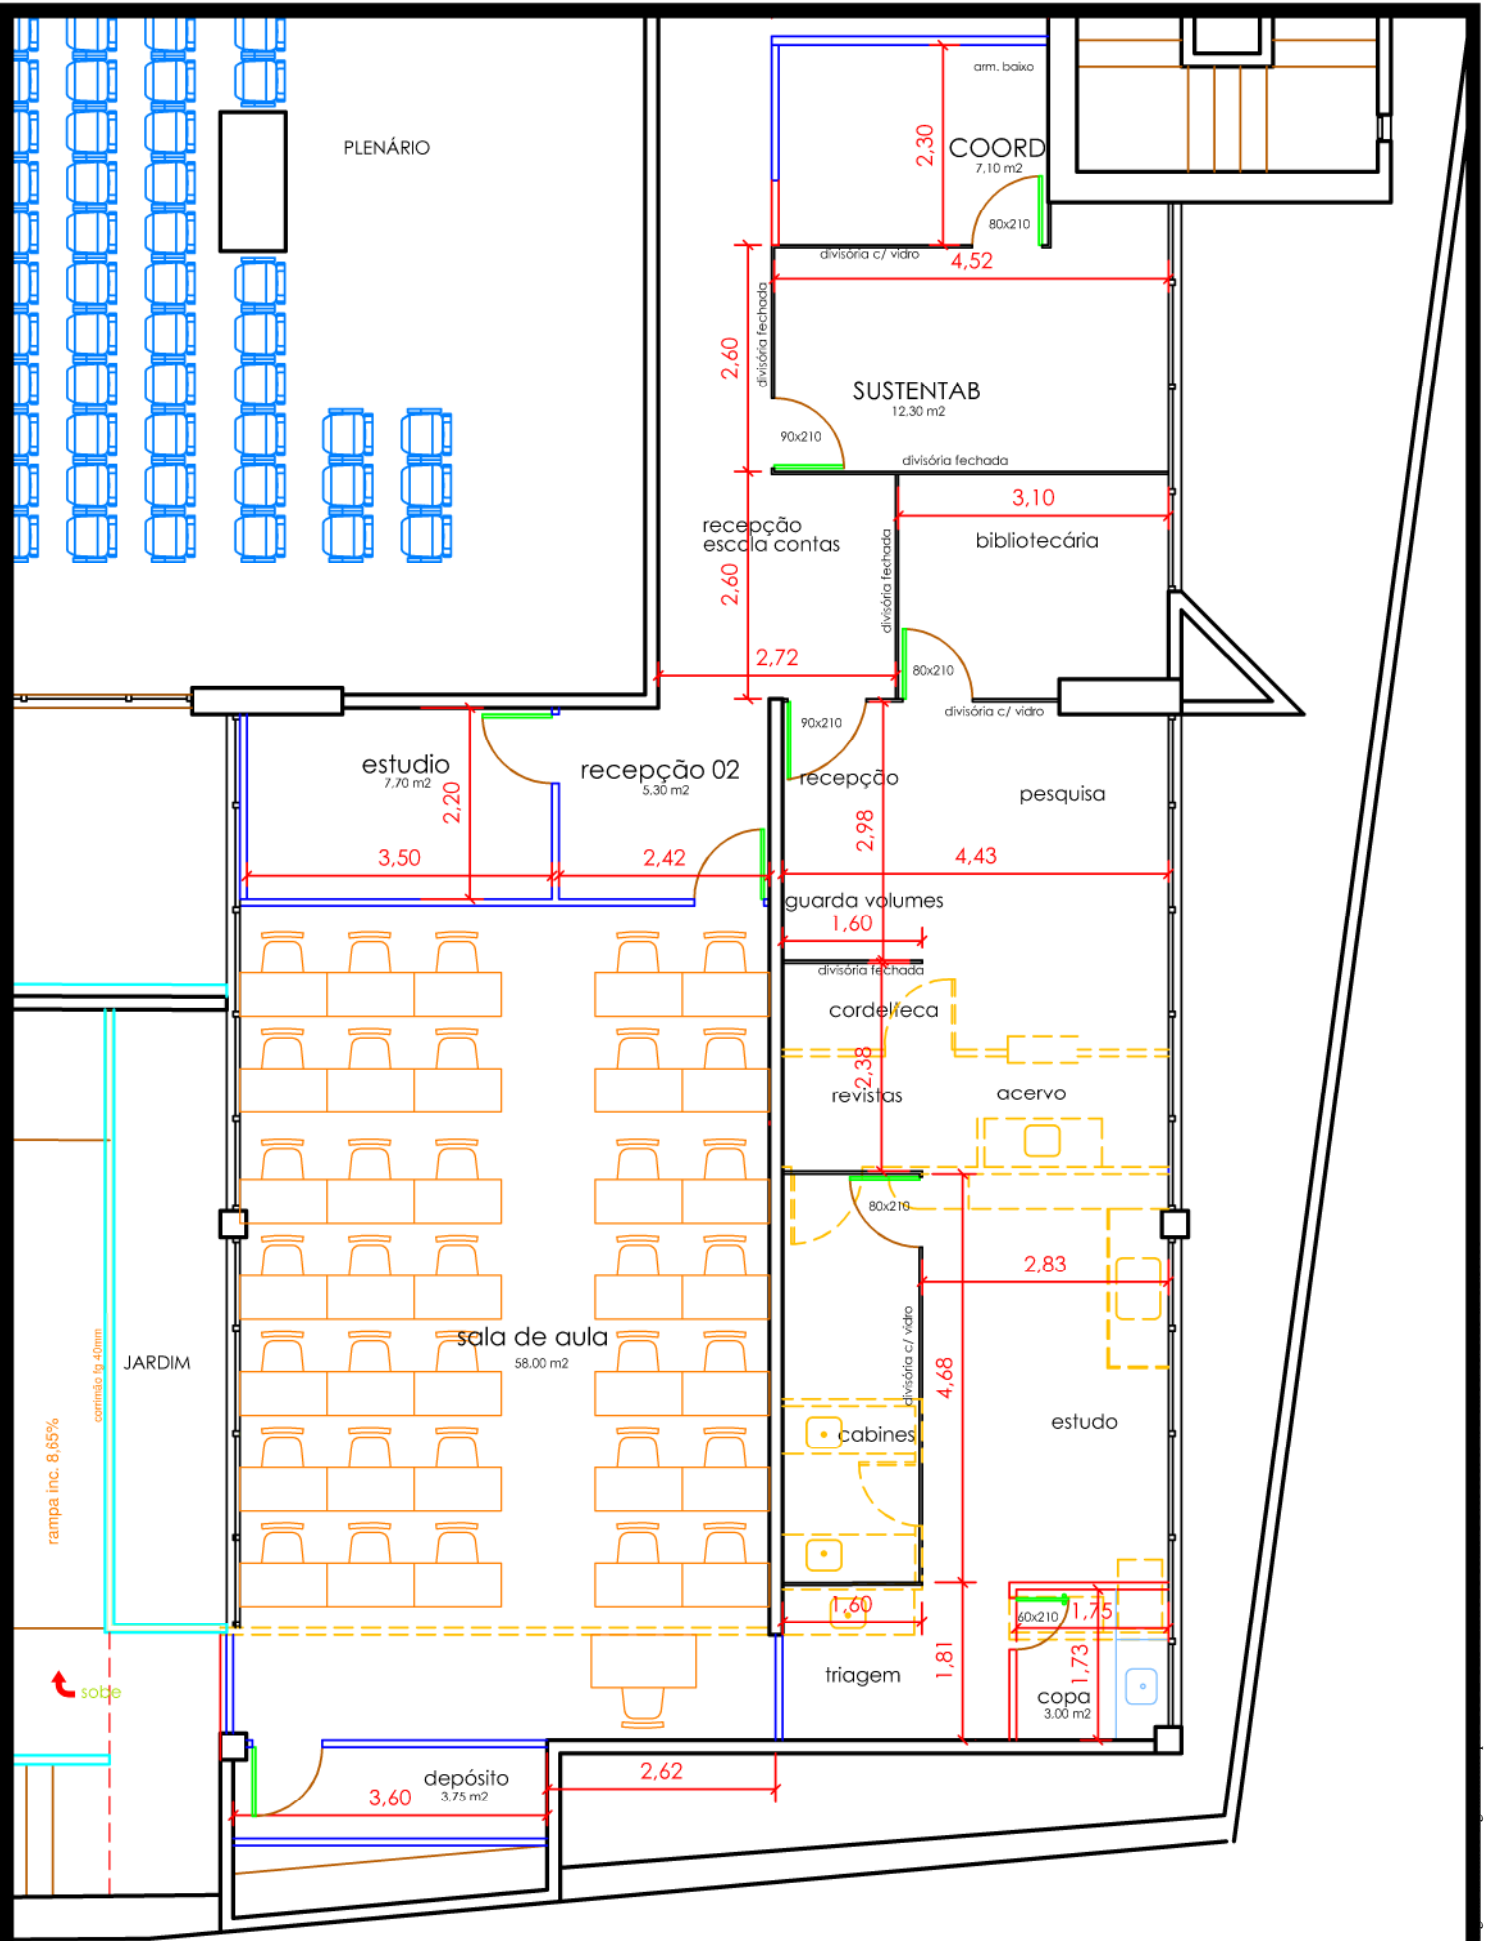 arm. baixo
PLENÁRIO
COORD
7,10 m2
2,30
80x210
divisória c/ vidro
4,52
divisória fechada
2,60
SUSTENTAB
12,30 m2
90x210
divisória fechada
3,10
recepção
escola contas
bibliotecária
divisória fechada
2,60
2,72
80x210
divisória c/ vidro
90x210
estudio
7,70 m2
recepção 02
5,30 m2
recepção
pesquisa
2,20
2,98
3,50
2,42
4,43
guarda volumes
1,60
divisória fechada
cordelteca
2,38
revistas
acervo
80x210
2,83
sala de aula
58.00 m2
JARDIM
corrimão fg 40mm
rampa inc. 8,65%
divisória c/ vidro
4,68
estudo
cabines
1,60
60x210
1,75
1,81
1,73
triagem
copa
3.00 m2
sobe
depósito
3.75 m2
2,62
3,60